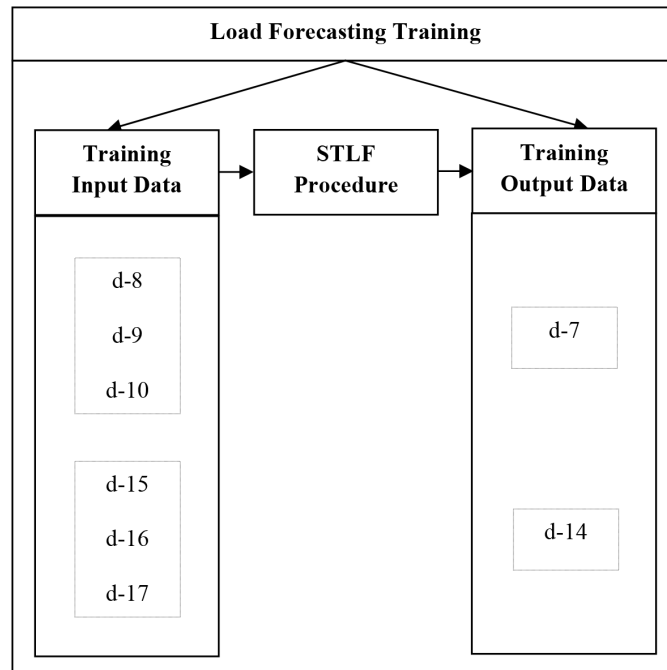 Load Forecasting Training
Training
Input Data
STLF
Procedure
Training
Output Data
d-8
d-9
d-10
d-15
d-16
d-17
d-7
d-14